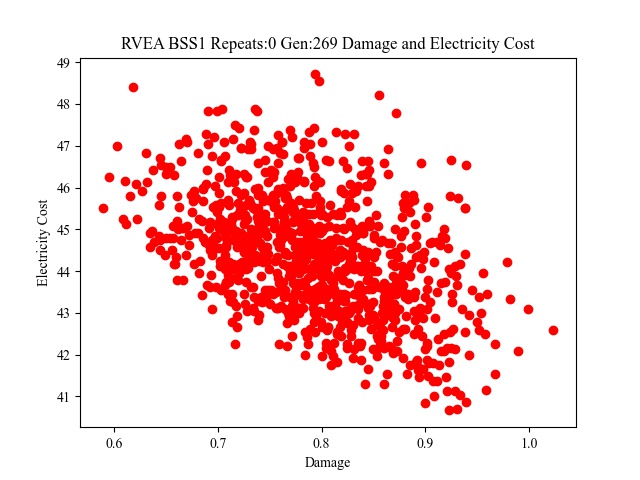 RVEA BSS1 Repeats:0 Gen:269 Damage and Electricity Cost
49
48
47
46
45
44
43
42
41
Electricity Cost
0.6 0.7 0.8 0.9 1.0
Damage